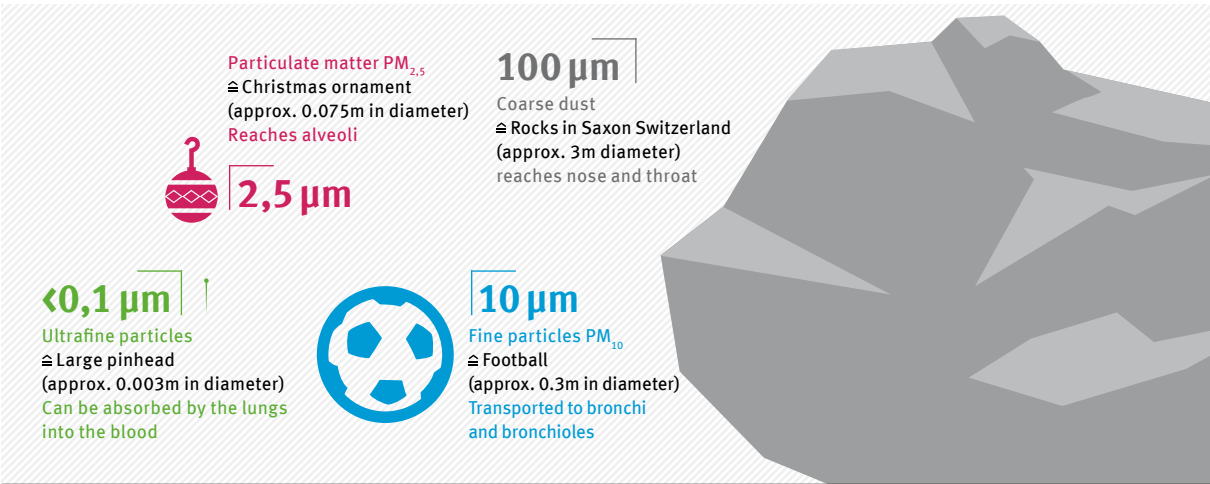 Particulate matter PM2,5
≙ Christmas ornament
(approx. 0.075m in diameter)
Reaches alveoli
2,5 µm
100 µm
Coarse dust
≙ Rocks in Saxon Switzerland
(approx. 3m diameter)
reaches nose and throat
<0,1 µm
Ultrafine particles
≙ Large pinhead
(approx. 0.003m in diameter)
Can be absorbed by the lungs
into the blood
10 µm
Fine particles PM10
≙ Football
(approx. 0.3m in diameter)
Transported to bronchi
and bronchioles